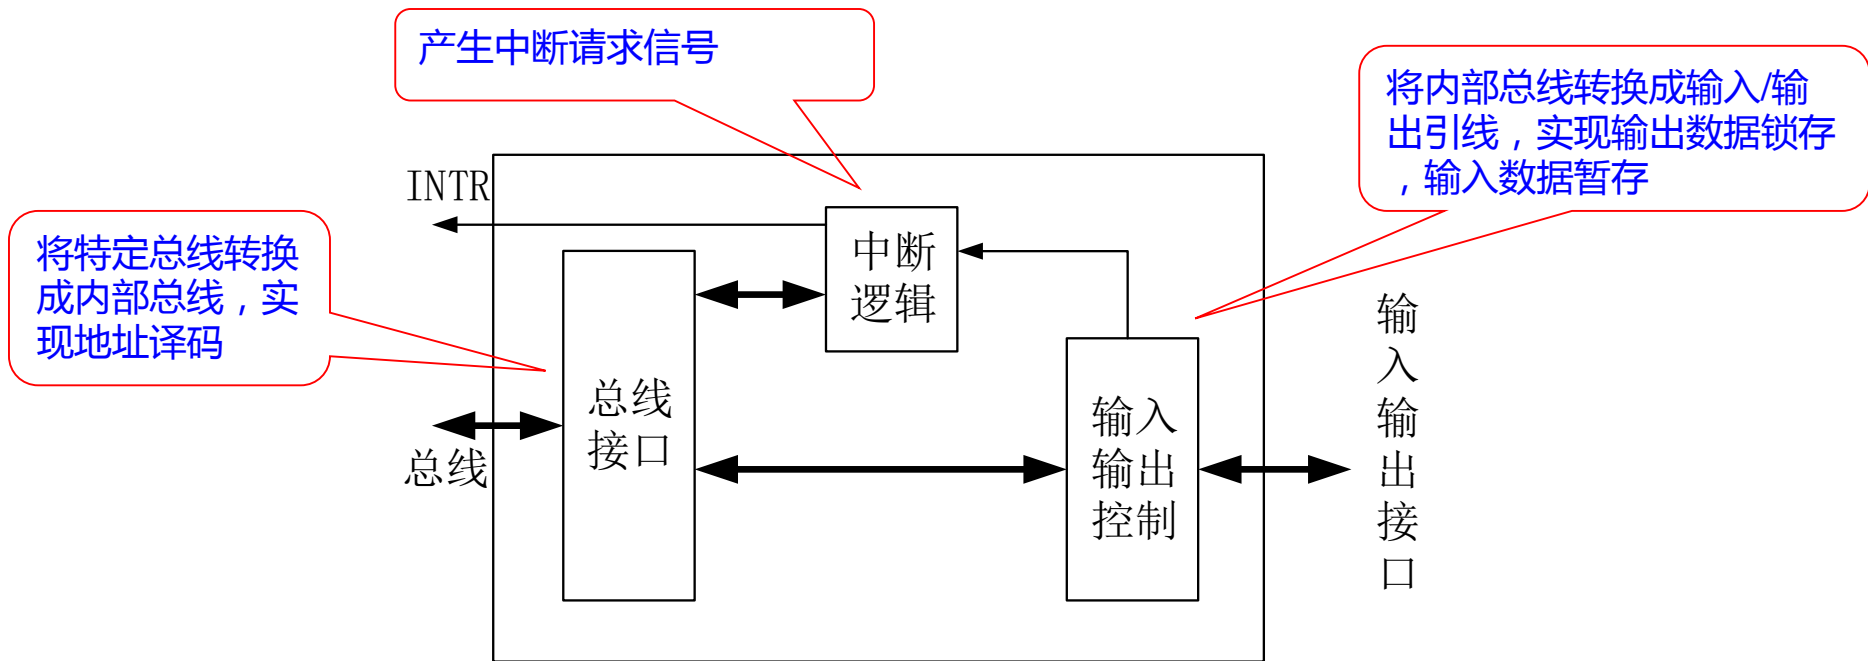 产生中断请求信号
将内部总线转换成输入/输
出引线，实现输出数据锁存
，输入数据暂存
INTR
将特定总线转换
成内部总线，实
现地址译码
中断
逻辑
总线
接口
输入
输出
控制
总线
输
入
输
出
接
口